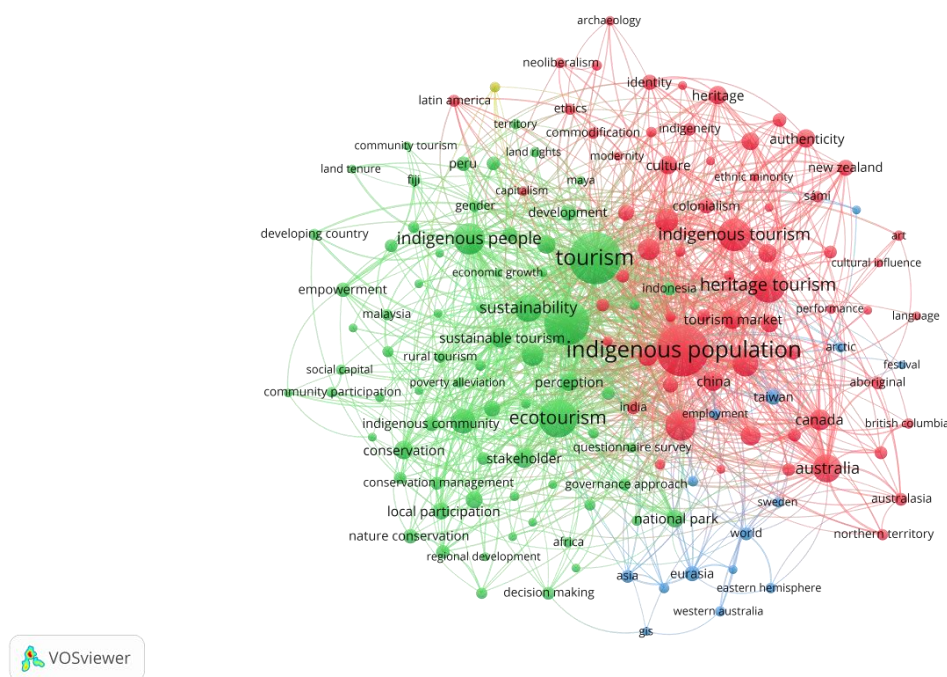 archaeology
neoliberalism
identity
latin america
heritage
ethics
territory
commodification
indigeneity
authenticity
community tourism
land rights
modernity
land tenure
peru
culture
new zealand
fiji
maya
ethnic minority
capitalism
sami
gender
development
colonialism
developing country
indigenous people
indigenous tourism
art
tourism
cultural influence
economic growth
empowerment
indonesia
heritage tourism
malaysia
sustainability
tourism market
performance
language
sustainable tourism
indigenous population
arctic
rural tourism
festival
social capital
poverty alleviation
perception
china
aboriginal
community participation
taiwan
india
employment
indigenous community
ecotourism
canada
british columbia
conservation
stakeholder
questionnaire survey
australia
conservation management
governance approach
australasia
local participation
national park
sweden
nature conservation
africa
world
northern territory
regional development
asia
eurasia
decision making
eastern hemisphere
western australia
gis
VOSviewer